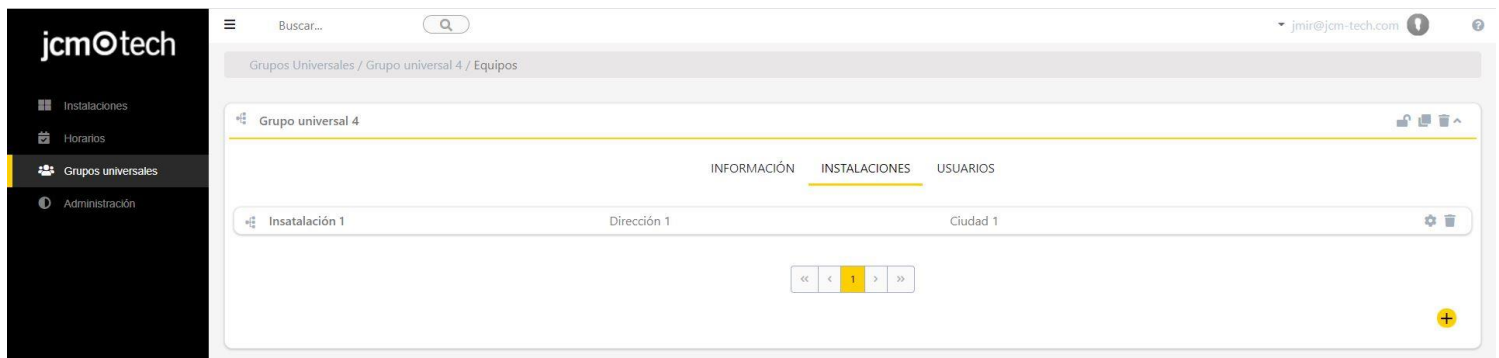 jcm tech
Buscar...
jmir@jcm-tech.com
Grupos Universales / Grupo universal 4 / Equipos
Instalaciones
Horarios
Grupos universales
Administración
Grupo universal 4
INFORMACIÓN INSTALACIONES USUARIOS
Insatalación 1 Dirección 1 Ciudad 1
« < 1 > »